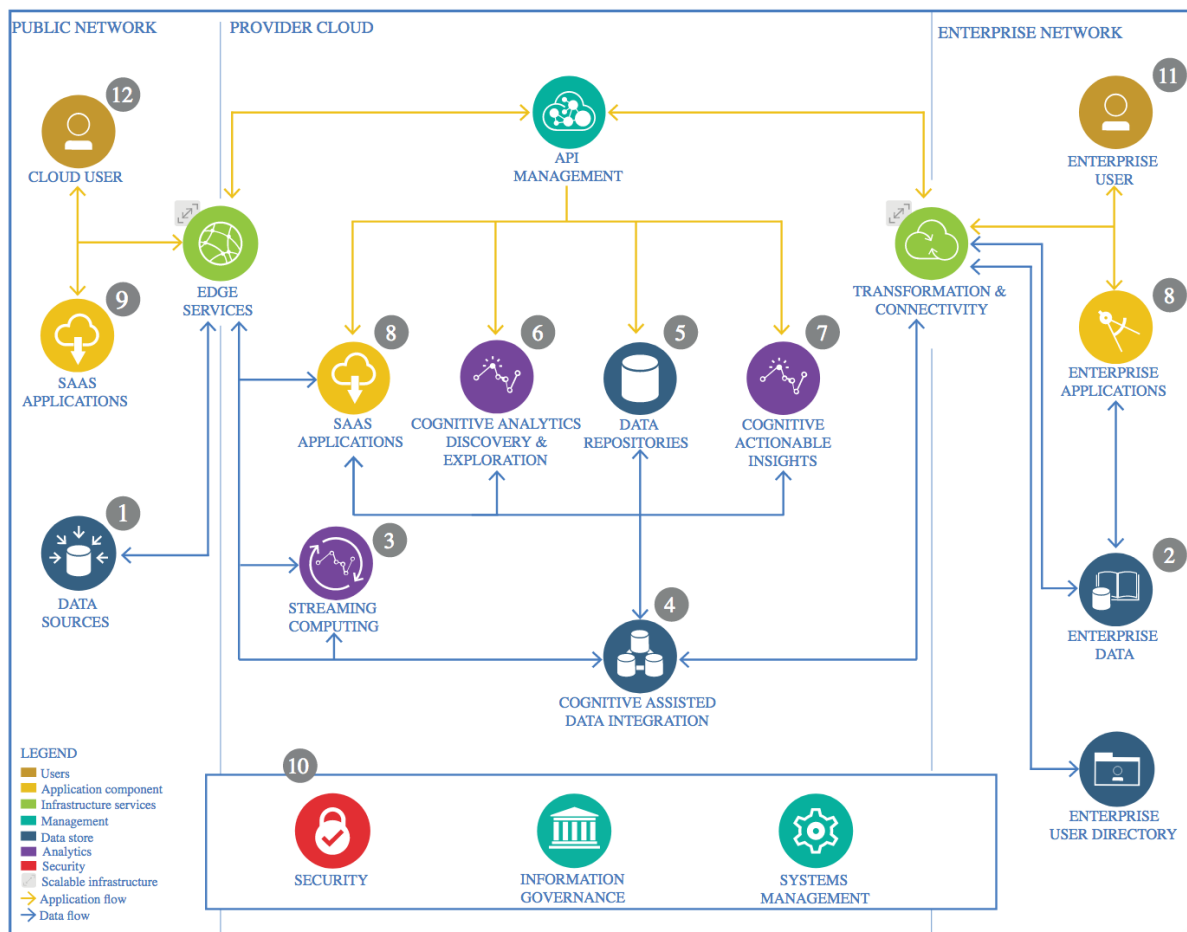 PUBLIC NETWORK
PROVIDER CLOUD
ENTERPRISE NETWORK
12
CLOUD USER
11
ENTERPRISE
USER
API
MANAGEMENT
EDGE
SERVICES
TRANSFORMATION &
CONNECTIVITY
9
SAAS
APPLICATIONS
8
SAAS
APPLICATIONS
6
COGNITIVE ANALYTICS
DISCOVERY &
EXPLORATION
5
DATA
REPOSITORIES
7
COGNITIVE
ACTIONABLE
INSIGHTS
8
ENTERPRISE
APPLICATIONS
1
DATA
SOURCES
3
STREAMING
COMPUTING
4
COGNITIVE ASSISTED
DATA INTEGRATION
2
ENTERPRISE
DATA
ENTERPRISE
USER DIRECTORY
LEGEND
Users
Application component
Infrastructure services
Management
Data store
Analytics
Security
Scalable infrastructure
Application flow
Data flow
10
SECURITY
INFORMATION
GOVERNANCE
SYSTEMS
MANAGEMENT